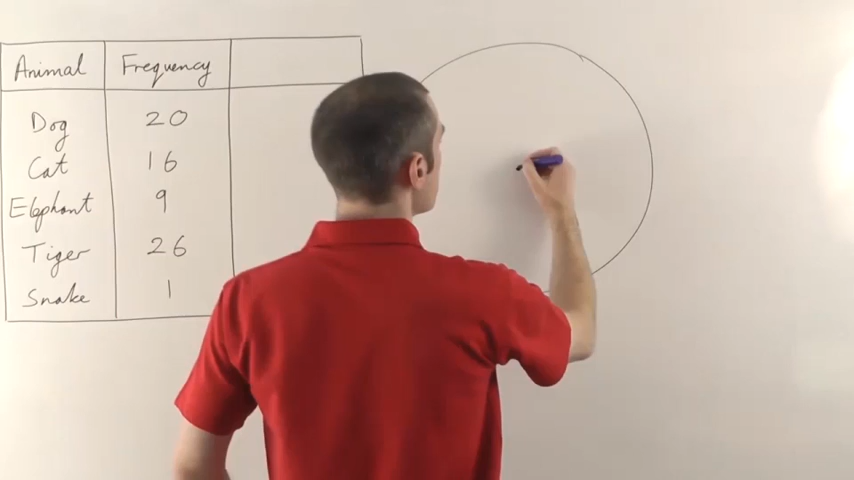 Animal Frequency
Dog 20
Cat 16
Elephant 9
Tiger 26
Snake 1